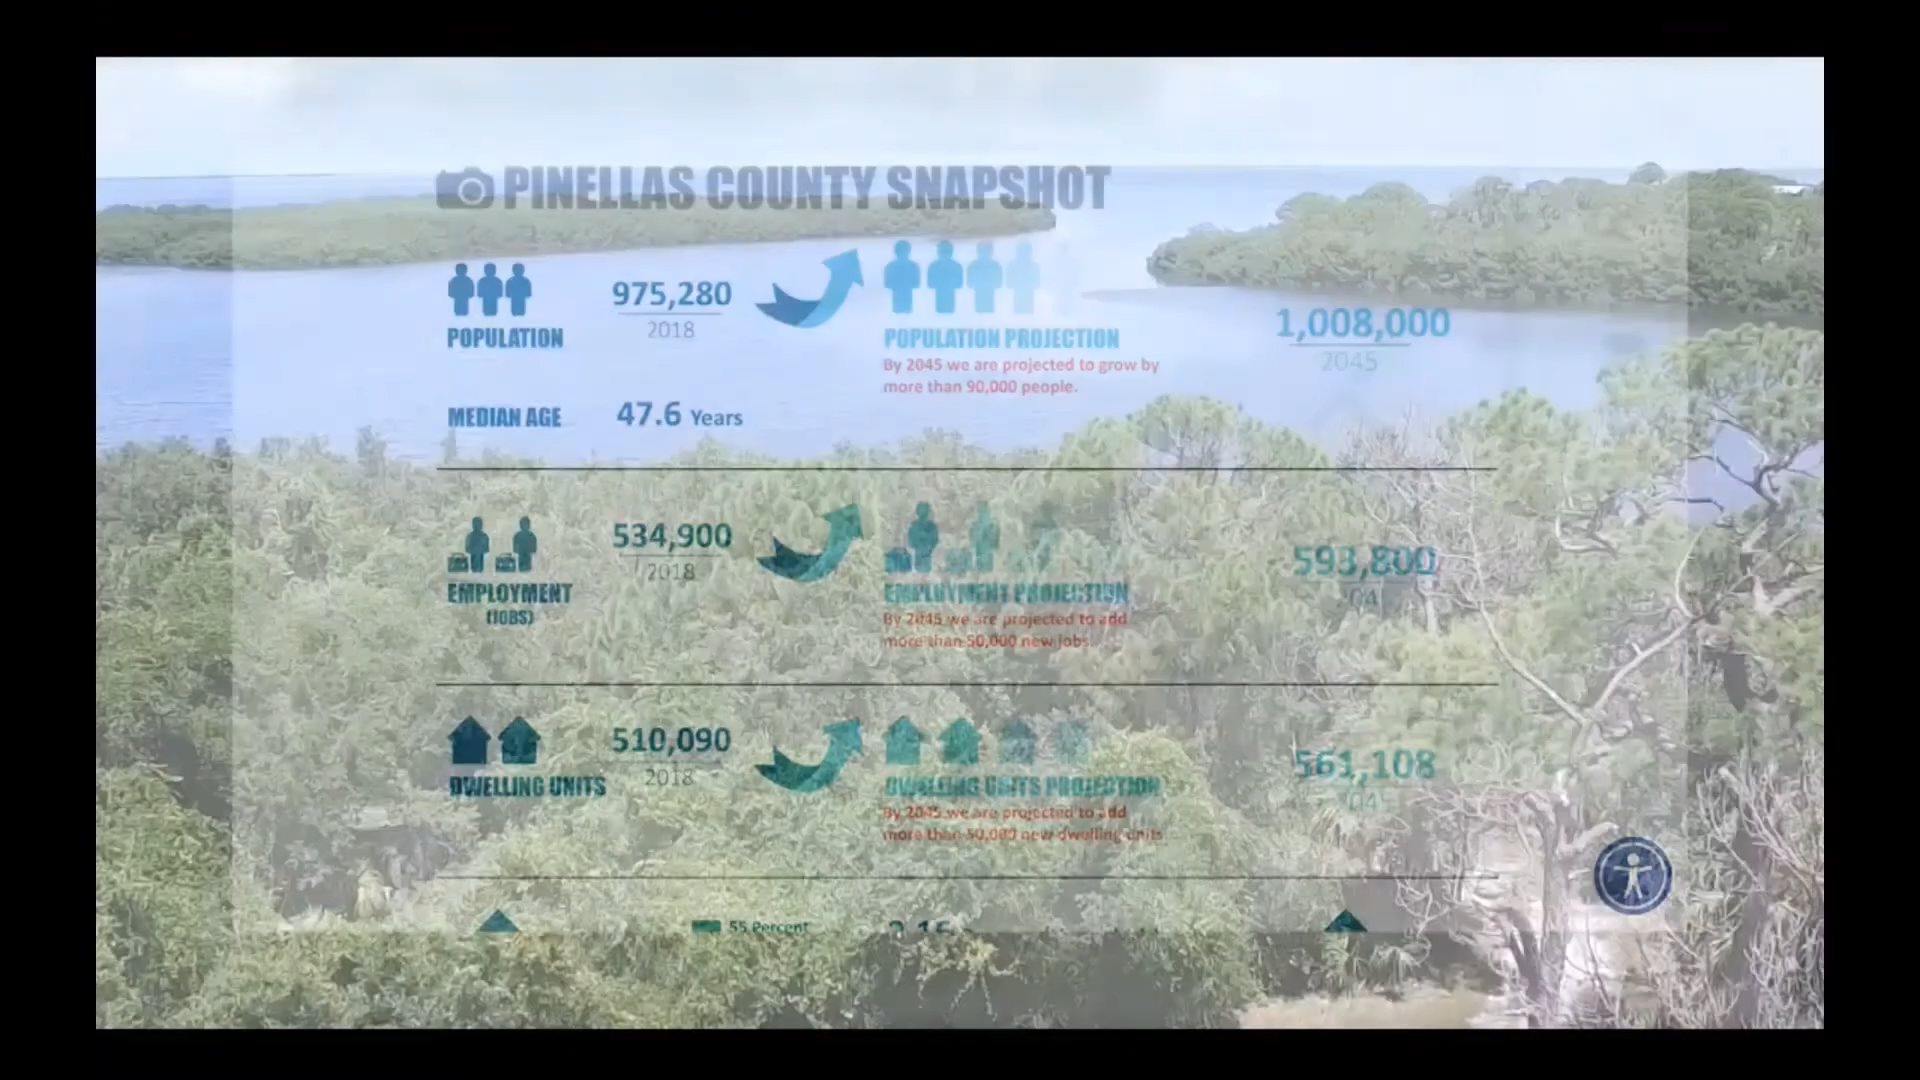 PINELLAS COUNTY SNAPSHOT
POPULATION
975,280
2018
POPULATION PROJECTION
By 2045 we are projected to grow by
more than 90,000 people.
1,008,000
2045
MEDIAN AGE
47.6 Years
EMPLOYMENT
(JOBS)
534,900
2018
EMPLOYMENT PROJECTION
By 2045 we are projected to add
more than 50,000 new jobs.
593,800
DWELLING UNITS
510,090
2018
DWELLING UNITS PROJECTION
By 2045 we are projected to add
more than 50,000 new dwelling units
561,108
55 Percent